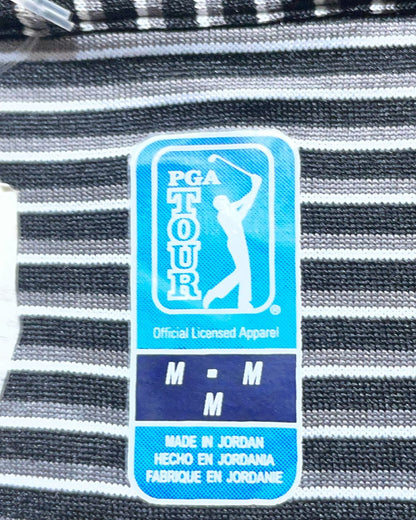 PGA
TOUR
®
Official Licensed Apparel
M - M
M
MADE IN JORDAN
HECHO EN JORDANIA
FABRIQUE EN JORDANIE